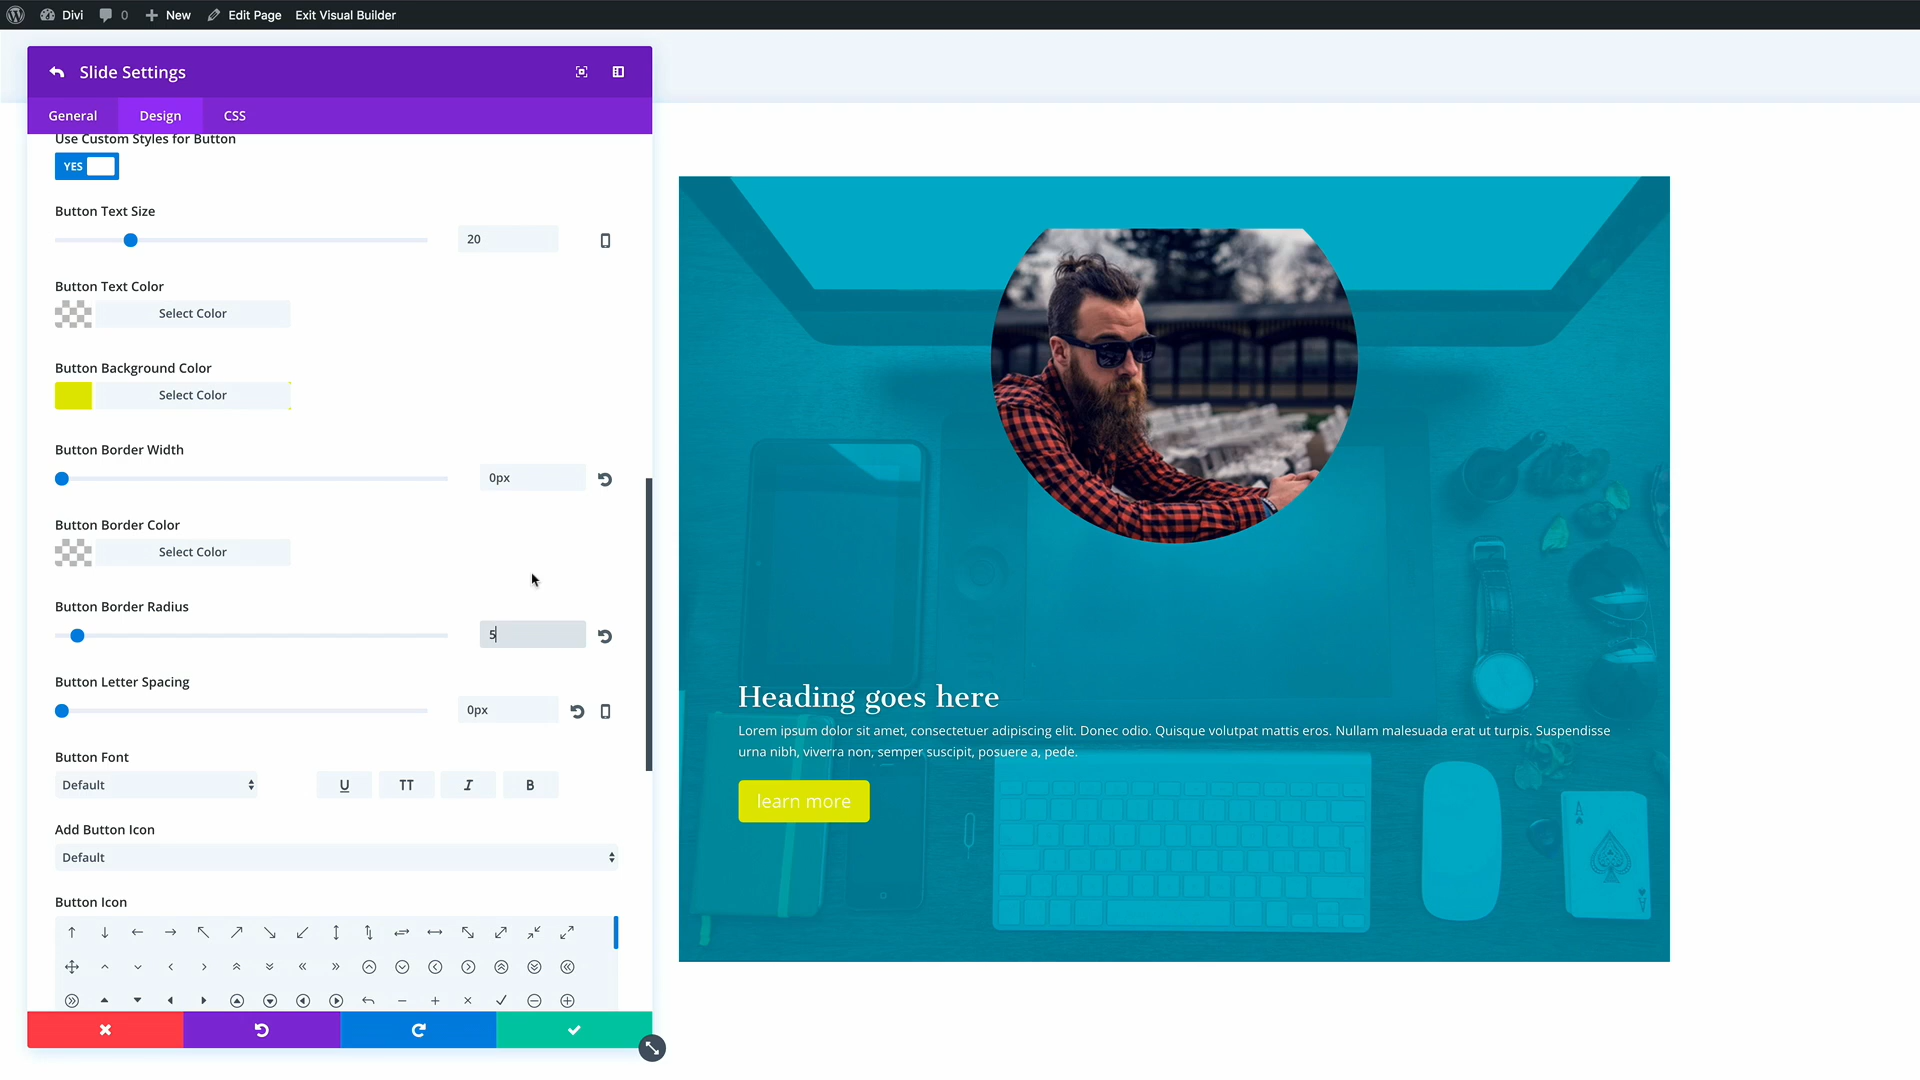 Divi 0 New Edit Page Exit Visual Builder
Slide Settings
General Design CSS
Use Custom Styles for Button
YES
Button Text Size
20
Button Text Color
Select Color
Button Background Color
Select Color
Button Border Width
0px
Button Border Color
Select Color
Button Border Radius
5
Button Letter Spacing
0px
Button Font
Default U TT I B
Add Button Icon
Default
Button Icon
Heading goes here
Lorem ipsum dolor sit amet, consectetuer adipiscing elit. Donec odio. Quisque volutpat mattis eros. Nullam malesuada erat ut turpis. Suspendisse
urna nibh, viverra non, semper suscipit, posuere a, pede.
learn more
A
A